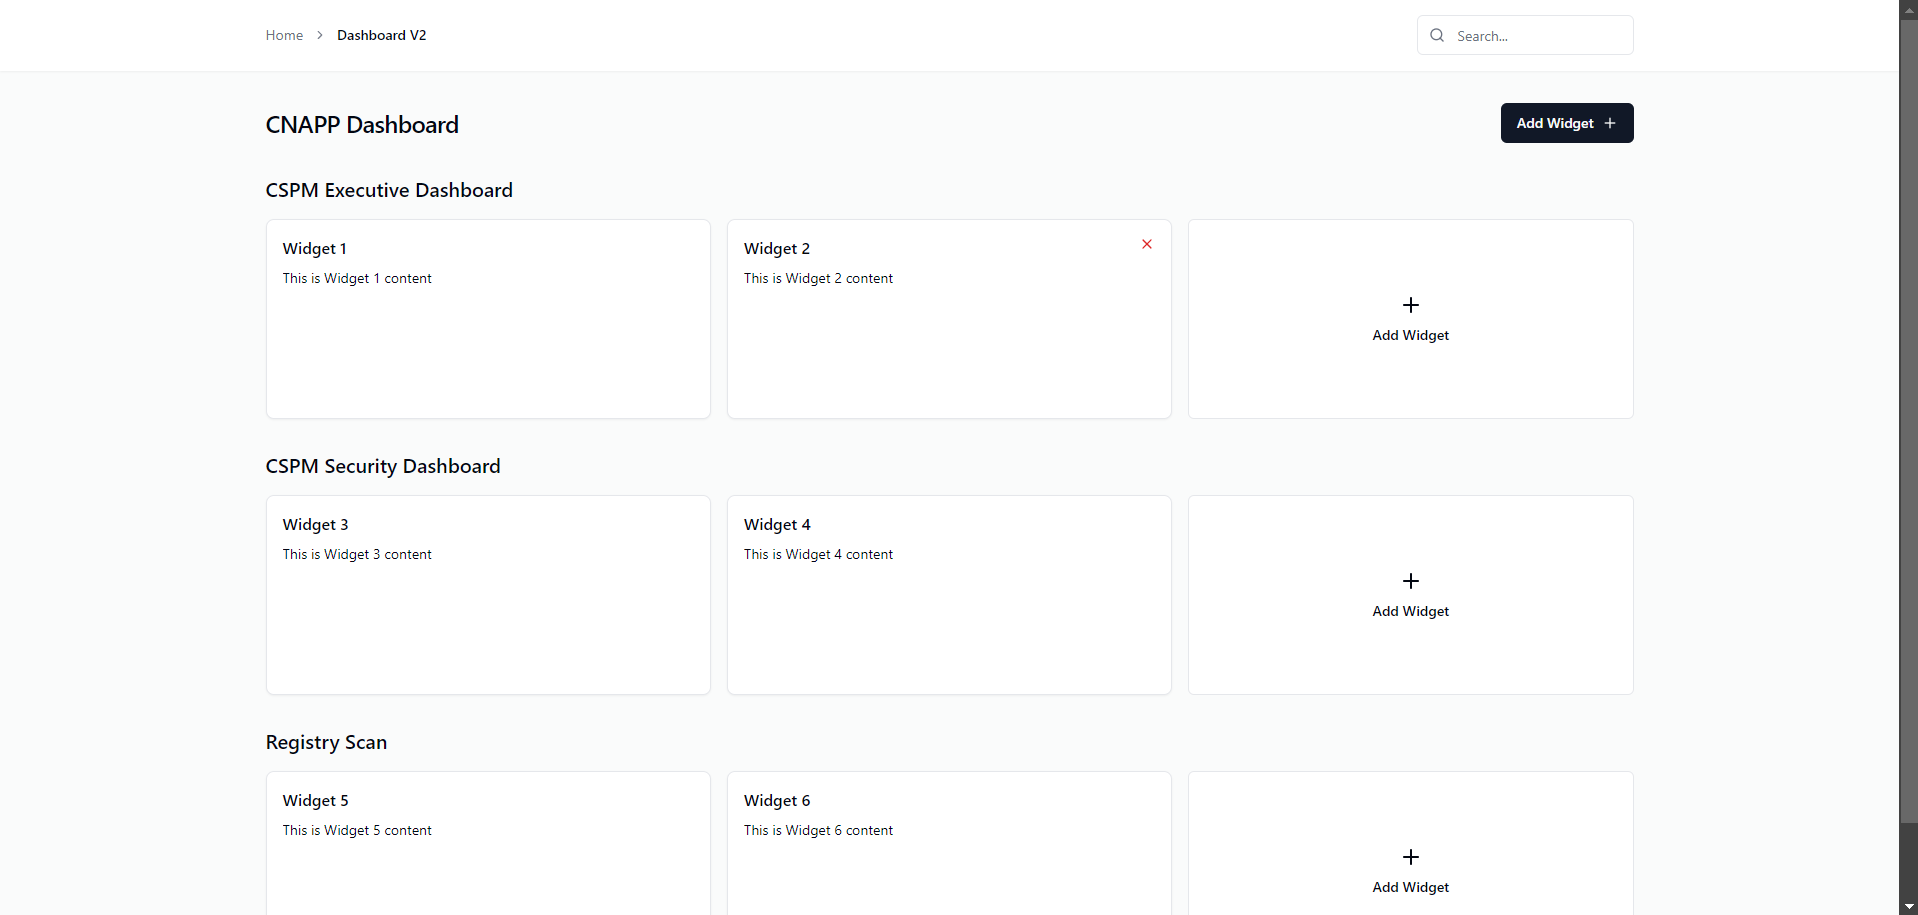 Home > Dashboard V2
Search...
CNAPP Dashboard
Add Widget +
CSPM Executive Dashboard
Widget 1
This is Widget 1 content
Widget 2
This is Widget 2 content
Add Widget
CSPM Security Dashboard
Widget 3
This is Widget 3 content
Widget 4
This is Widget 4 content
Add Widget
Registry Scan
Widget 5
This is Widget 5 content
Widget 6
This is Widget 6 content
Add Widget